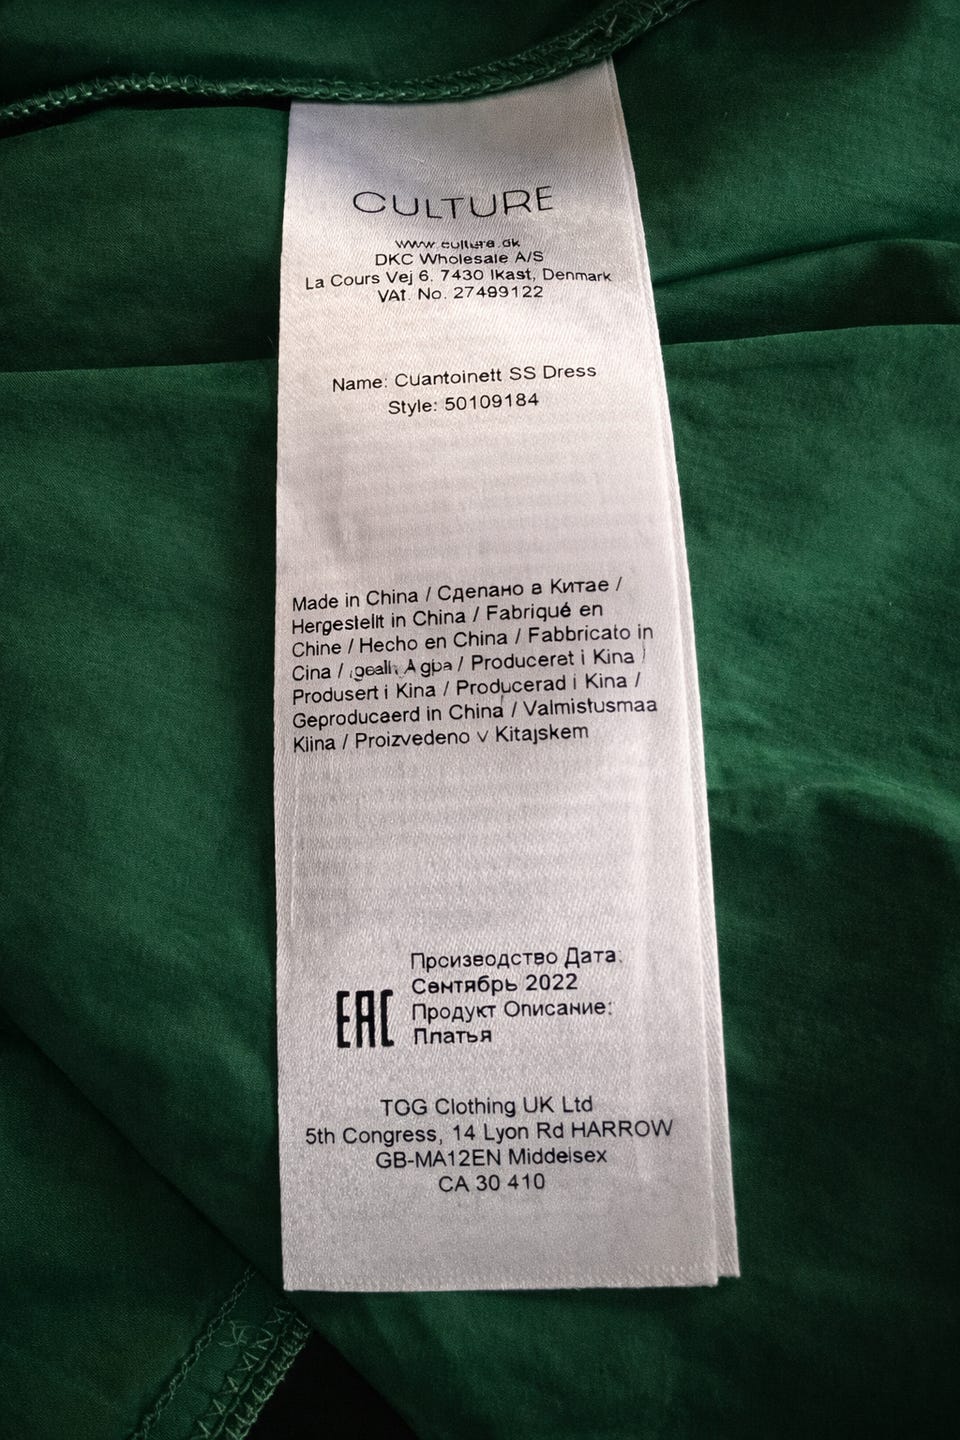 CULTURE
www.culture.dk
DKC Wholesale A/S
La Cours Vej 6. 7430 Ikast, Denmark
VAt. No. 27499122
Name: Cuantoinett SS Dress
Style: 50109184
Made in China / Сделано в Китае /
Hergestellt in China / Fabriqué en
Chine / Hecho en China / Fabbricato in
Cina / / Produceret i Kina /
Produsert i Kina / Producerad i Kina /
Geproduceerd in China / Valmistusmaa
Kiina / Proizvedeno v Kitajskem
EAC
Прсизводство Дата:
Сентябрь 2022
Продукт Описание:
Платья
TOG Clothing UK Ltd
5th Congress, 14 Lyon Rd HARROW
GB-MA12EN Middelsex
CA 30 410